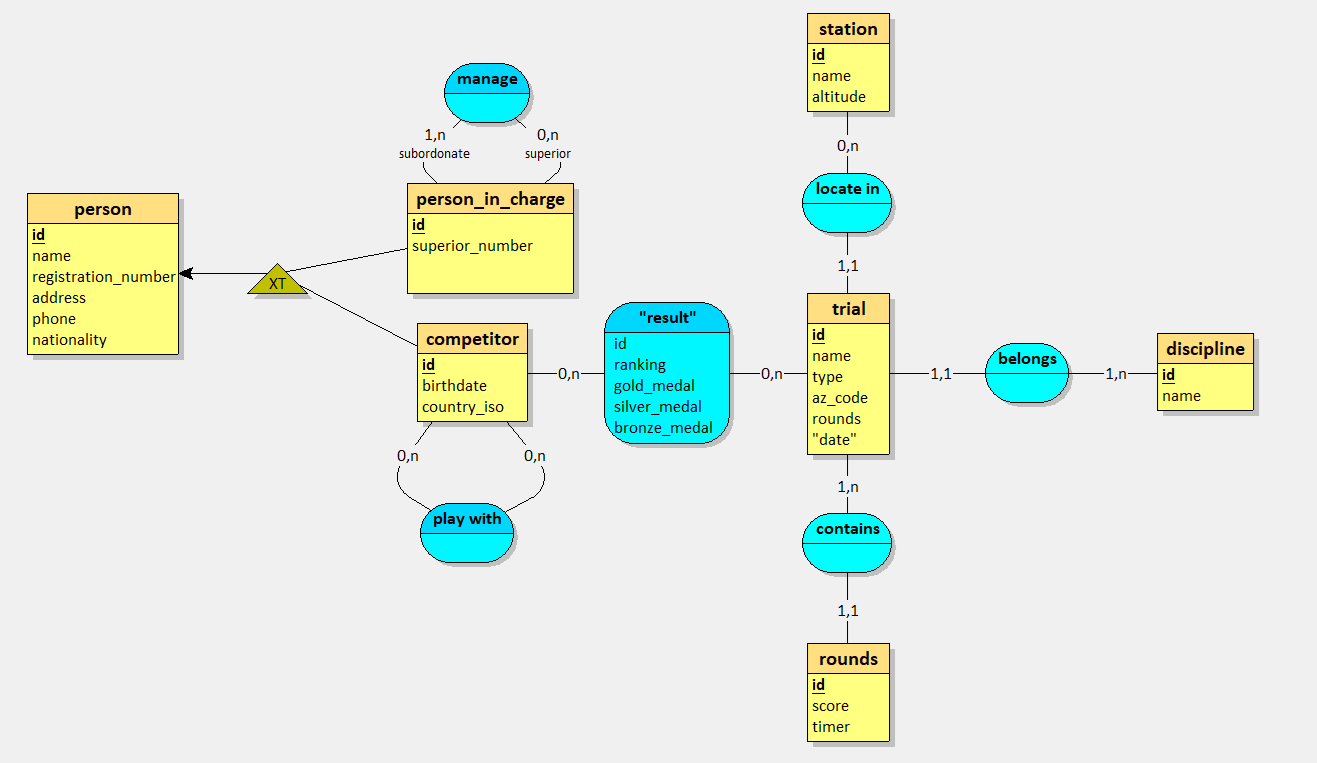 station
id
name
altitude
manage
1,n
0,n
subordonate
superior
0,n
person_in_charge
id
superior_number
locate in
person
id
name
registration_number
address
phone
nationality
XT
1,1
competitor
id
birthdate
country_iso
0,n
"result"
id
ranking
gold_medal
silver_medal
bronze_medal
0,n
trial
id
name
type
az_code
rounds
"date"
1,1
belongs
1,n
discipline
id
name
0,n
0,n
play with
1,n
contains
1,1
rounds
id
score
timer